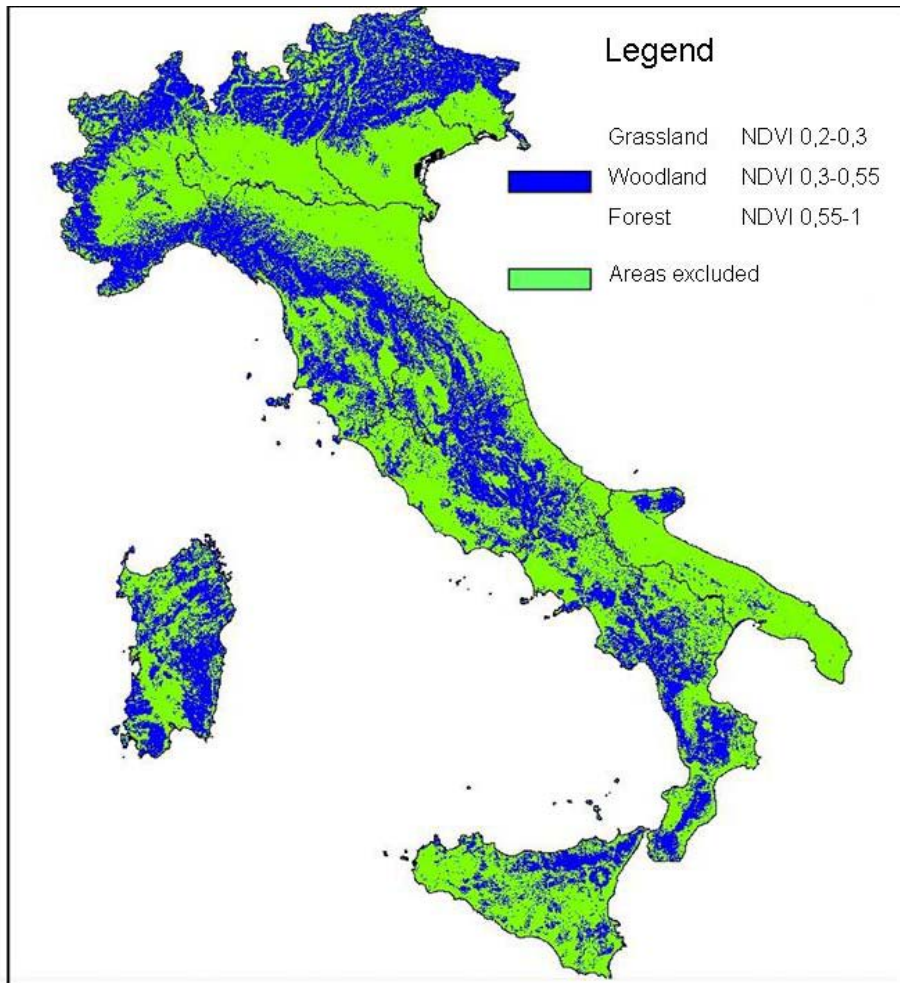 Legend
Grassland NDVI 0,2-0,3
Woodland NDVI 0,3-0,55
Forest NDVI 0,55-1
Areas excluded